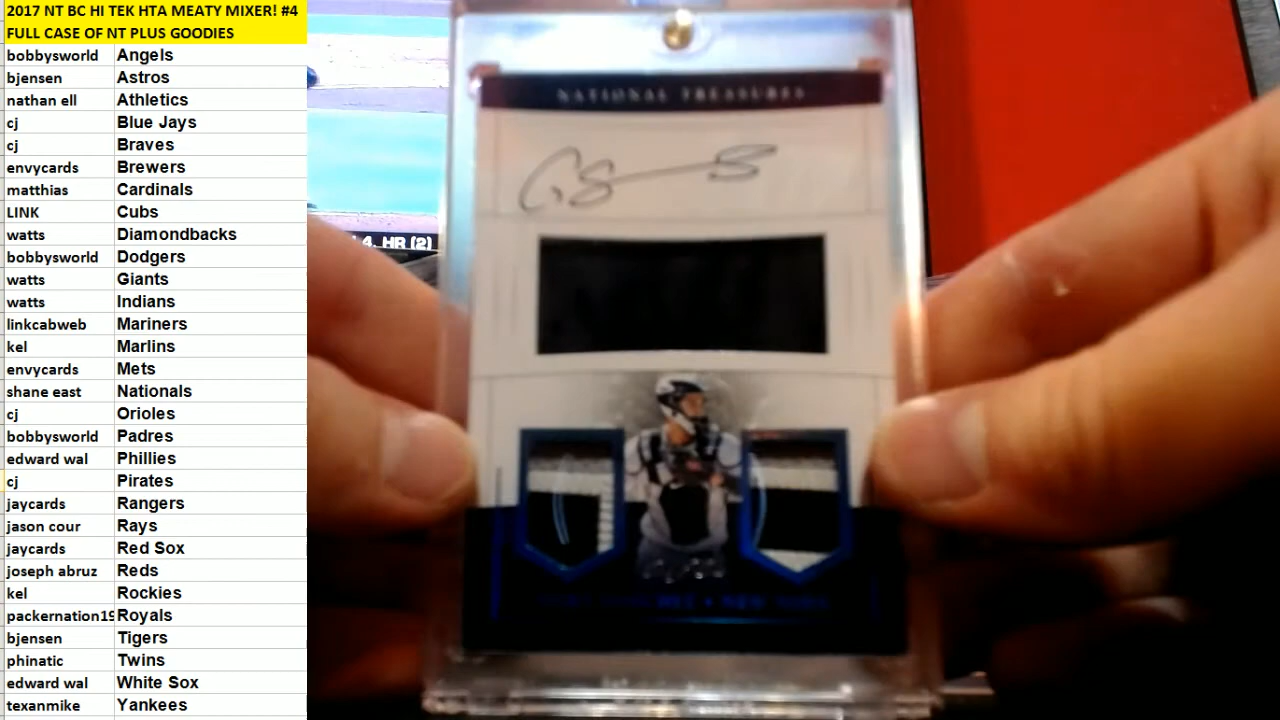 2017 NT BC HI TEK HTA MEATY MIXER! #4
FULL CASE OF NT PLUS GOODIES
bobbysworld Angels
bjensen Astros
nathan ell Athletics
cj Blue Jays
cj Braves
envycards Brewers
matthias Cardinals
LINK Cubs
watts Diamondbacks
bobbysworld Dodgers
watts Giants
watts Indians
linkcabweb Mariners
kel Marlins
envycards Mets
shane east Nationals
cj Orioles
bobbysworld Padres
edward wal Phillies
cj Pirates
jaycards Rangers
jason cour Rays
jaycards Red Sox
joseph abruz Reds
kel Rockies
packernation19 Royals
bjensen Tigers
phinatic Twins
edward wal White Sox
texanmike Yankees
4, HR (2)
NATIONAL TREASURES
NEW YORK